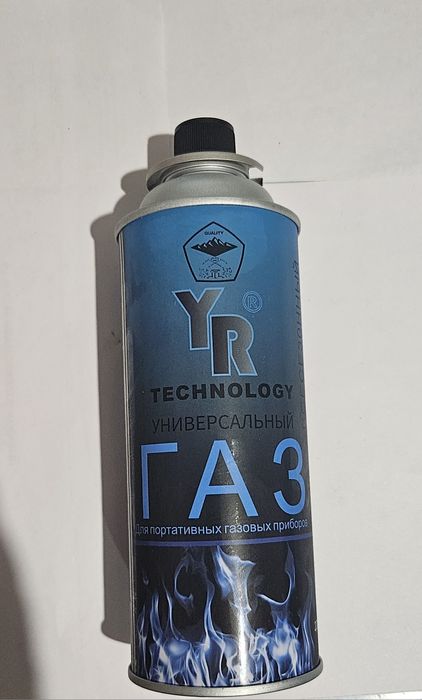 QUALITY
YR®
TECHNOLOGY
УНИВЕРСАЛЬНЫЙ
ГАЗ
Для портативных газовых приборов